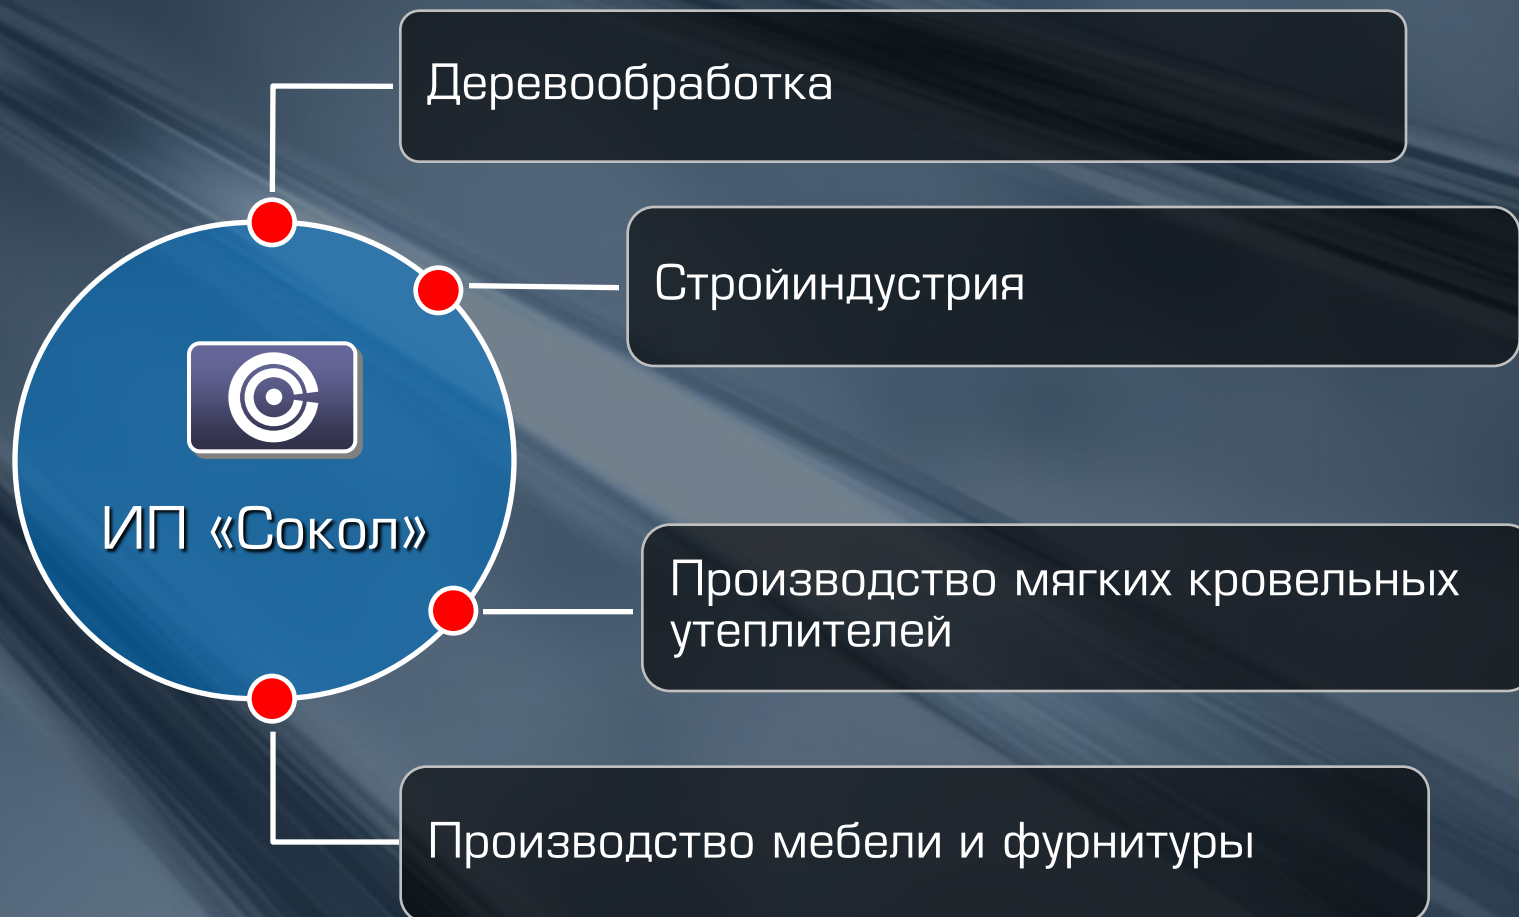 Деревообработка
Стройиндустрия
ИП «Сокол»
Производство мягких кровельных
утеплителей
Производство мебели и фурнитуры